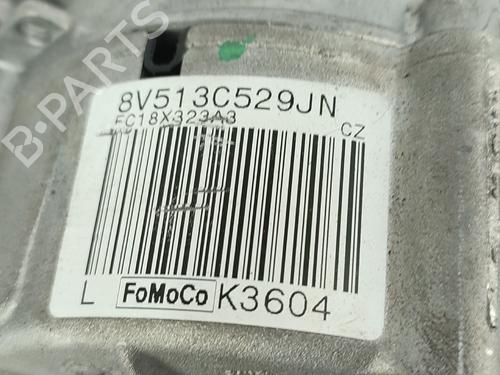 8V513C529JN
FC18X323A3
CZ
L FoMoCo K3604
B-PARTS